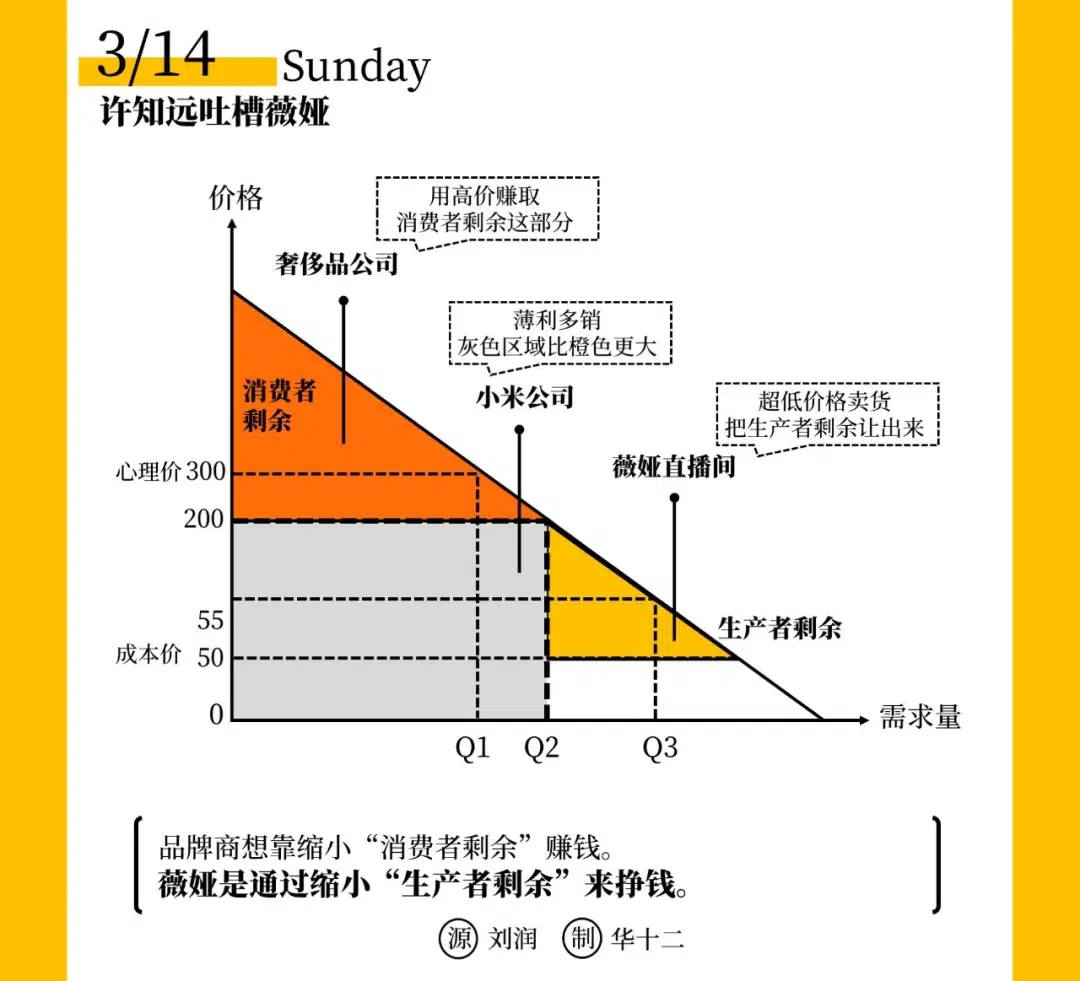 3/14 Sunday
许知远吐槽薇娅
价格
用高价赚取
消费者剩余这部分
奢侈品公司
薄利多销
灰色区域比橙色更大
小米公司
超低价格卖货
把生产者剩余让出来
薇娅直播间
消费者
剩余
心理价 300
200
55
生产者剩余
成本价 50
0
需求量
Q1 Q2 Q3
品牌商想靠缩小“消费者剩余”赚钱。
薇娅是通过缩小“生产者剩余”来挣钱。
源 刘润 制 华十二